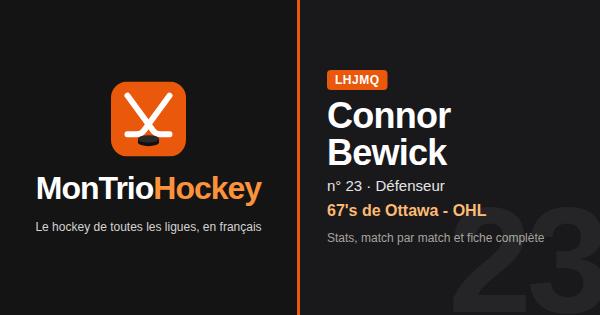 MonTrioHockey
Le hockey de toutes les ligues, en français
LHJMQ
Connor
Bewick
n° 23 · Défenseur
67's de Ottawa - OHL
Stats, match par match et fiche complète
23